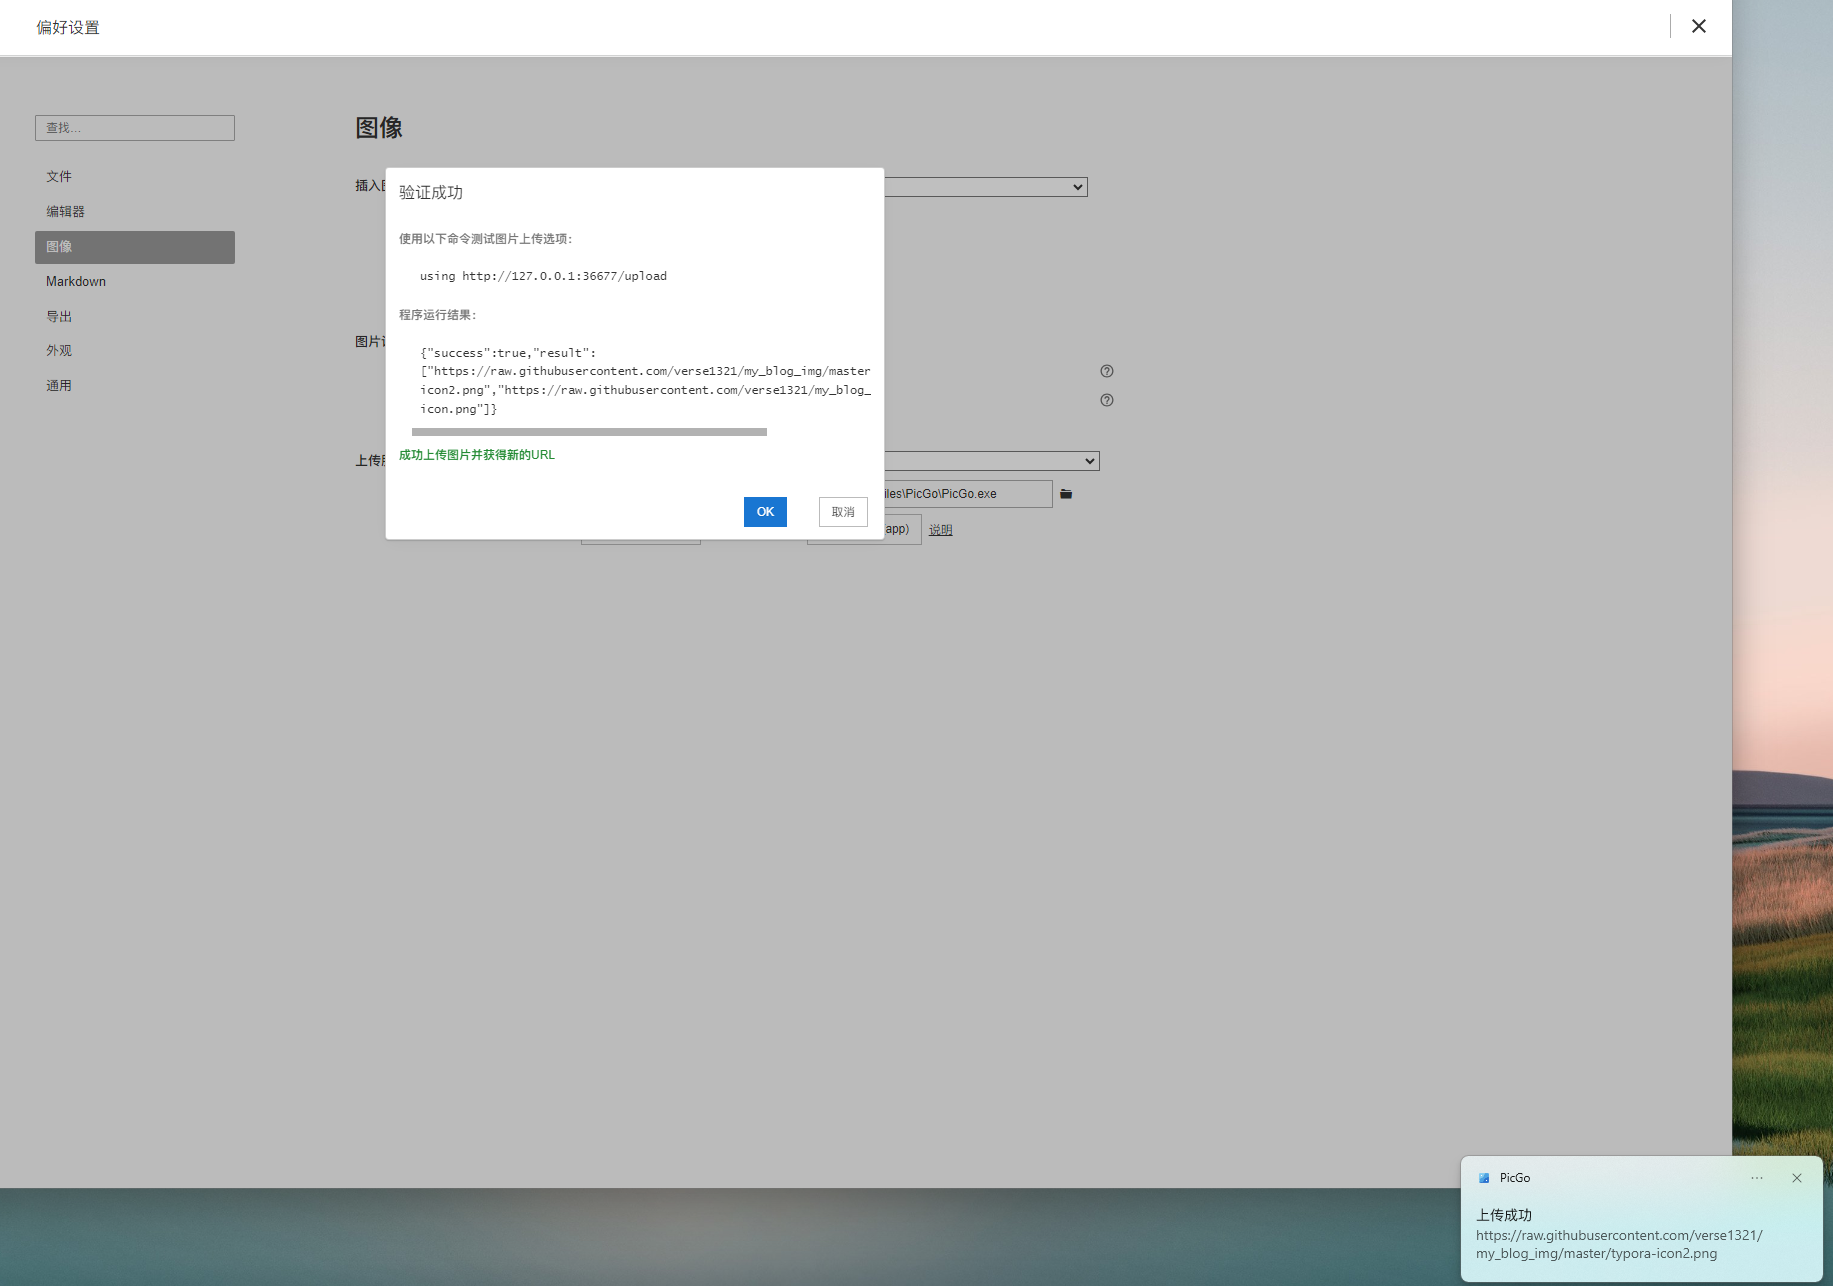 偏好设置
查找...
文件
编辑器
图像
Markdown
导出
外观
通用
图像
插入
图片
上传
验证成功
使用以下命令测试图片上传选项：
using http://127.0.0.1:36677/upload
程序运行结果：
{"success":true,"result":
["https://raw.githubusercontent.com/verse1321/my_blog_img/master
icon2.png","https://raw.githubusercontent.com/verse1321/my_blog_
icon.png"]}
成功上传图片并获得新的URL
OK
取消
iles\PicGo\PicGo.exe
app)
说明
PicGo
上传成功
https://raw.githubusercontent.com/verse1321/
my_blog_img/master/typora-icon2.png